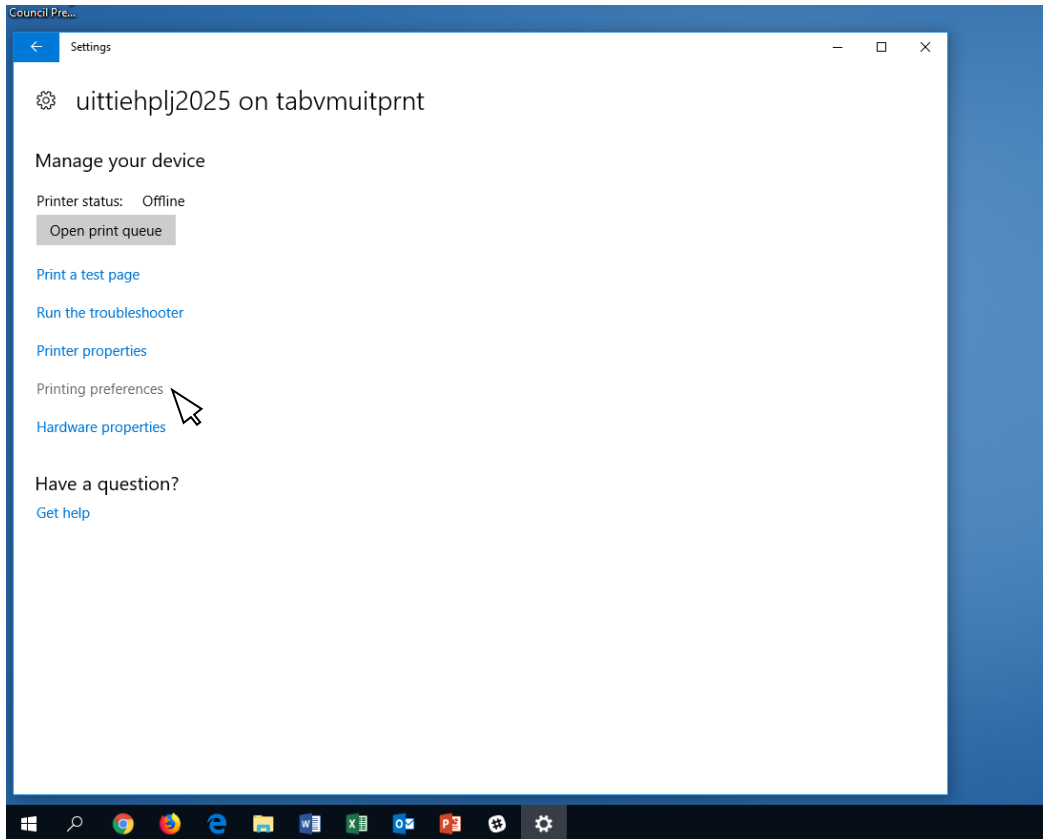 Council Pre...
Settings
uittiehplj2025 on tabvmuitprnt
Manage your device
Printer status: Offline
Open print queue
Print a test page
Run the troubleshooter
Printer properties
Printing preferences
Hardware properties
Have a question?
Get help